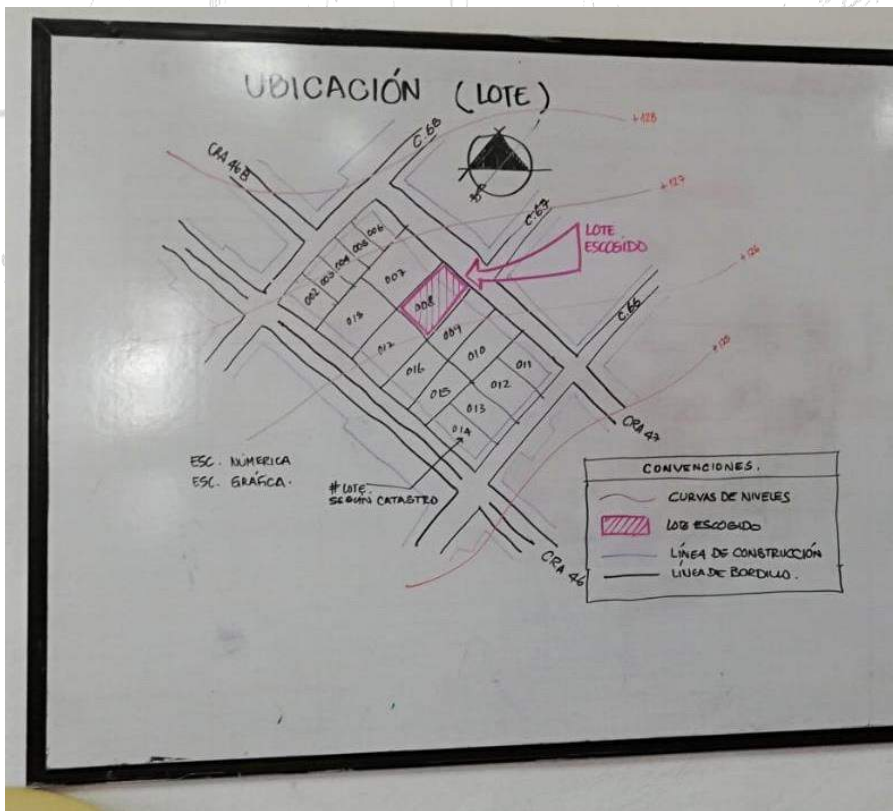 UBICACIÓN (LOTE)
CRA 46B
C.68
+128
+127
C.67
LOTE
ESCOGIDO
+126
C.66
+125
002
003
004
005
006
007
008
018
017
009
016
010
011
015
012
013
014
CRA 47
CRA 46
ESC. NÚMERICA
ESC. GRÁFICA.
# LOTE.
SEGÚN CATASTRO
CONVENCIONES.
CURVAS DE NIVELES
LOTE ESCOGIDO
LÍNEA DE CONSTRUCCIÓN
LÍNEA DE BORDILLO.